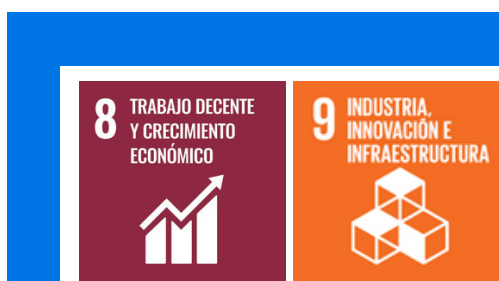 8
TRABAJO DECENTE
Y CRECIMIENTO
ECONÓMICO
9
INDUSTRIA,
INNOVACIÓN E
INFRAESTRUCTURA